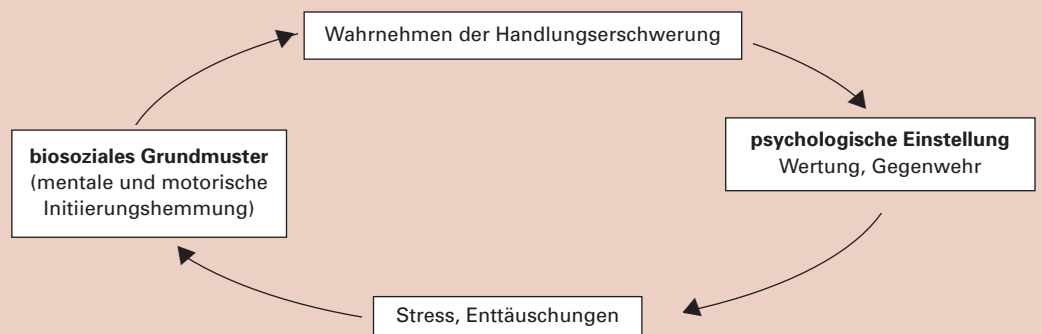 Wahrnehmen der Handlungserschwerung
psychologische Einstellung
Wertung, Gegenwehr
biosoziales Grundmuster
(mentale und motorische
Initiierungshemmung)
Stress, Enttäuschungen